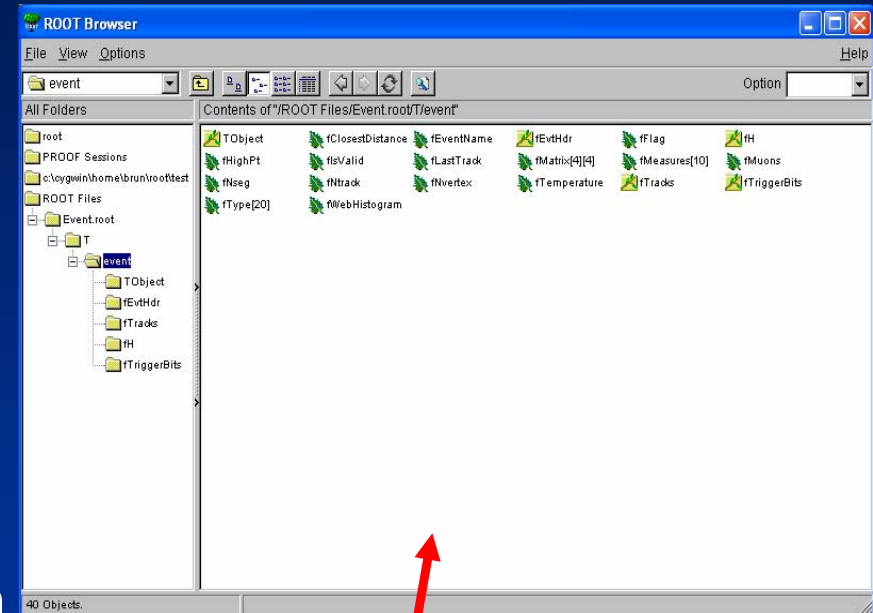 ROOT Browser
File View Options Help
event Option
All Folders Contents of "/ROOT Files/Event.root/T/event"
root
PROOF Sessions
c:\cygwin\home\brun\root\test
ROOT Files
Event.root
T
event
TObject
fEvtHdr
fTracks
fH
fTriggerBits
TObject fClosestDistance fEventName fEvtHdr fFlag fH
fHighPt fIsValid fLastTrack fMatrix[4][4] fMeasures[10] fMuons
fNseg fNtrack fNvertex fTemperature fTracks fTriggerBits
fType[20] fWebHistogram
40 Objects.